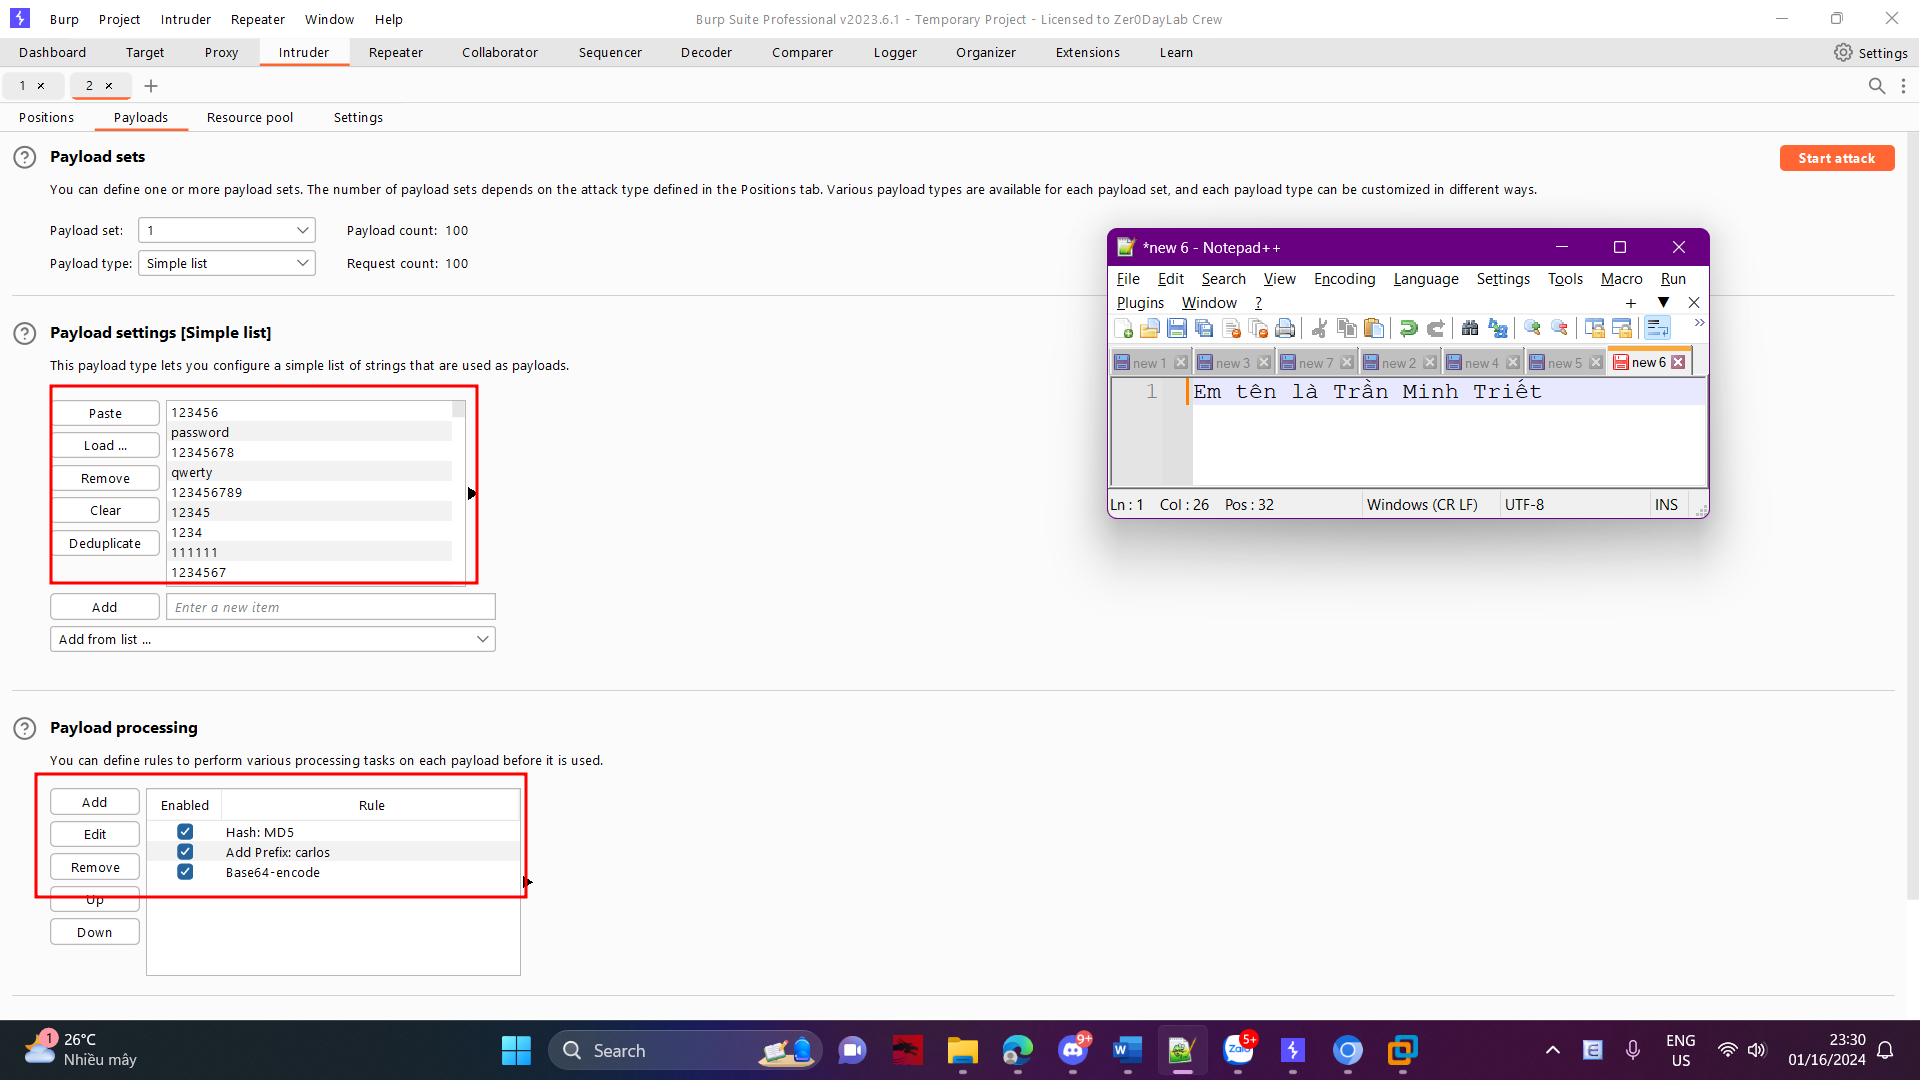 Burp Project Intruder Repeater Window Help
Burp Suite Professional v2023.6.1 - Temporary Project - Licensed to Zer0DayLab Crew
Dashboard Target Proxy Intruder Repeater Collaborator Sequencer Decoder Comparer Logger Organizer Extensions Learn
Settings
1 × 2 ×
Positions Payloads Resource pool Settings
? Payload sets
Start attack
You can define one or more payload sets. The number of payload sets depends on the attack type defined in the Positions tab. Various payload types are available for each payload set, and each payload type can be customized in different ways.
Payload set: 1 Payload count: 100
Payload type: Simple list Request count: 100
? Payload settings [Simple list]
This payload type lets you configure a simple list of strings that are used as payloads.
Paste
Load ...
Remove
Clear
Deduplicate
123456
password
12345678
qwerty
123456789
12345
1234
111111
1234567
Add Enter a new item
Add from list ...
? Payload processing
You can define rules to perform various processing tasks on each payload before it is used.
Add
Edit
Remove
Up
Down
Enabled Rule
Hash: MD5
Add Prefix: carlos
Base64-encode
*new 6 - Notepad++
File Edit Search View Encoding Language Settings Tools Macro Run
Plugins Window ?
new 1 new 3 new 7 new 2 new 4 new 5 new 6
1 Em tên là Trần Minh Triết
Ln : 1 Col : 26 Pos : 32 Windows (CR LF) UTF-8 INS
1
26°C
Nhiều mây
Search
9+
W
Zalo
5+
E
ENG
US
23:30
01/16/2024